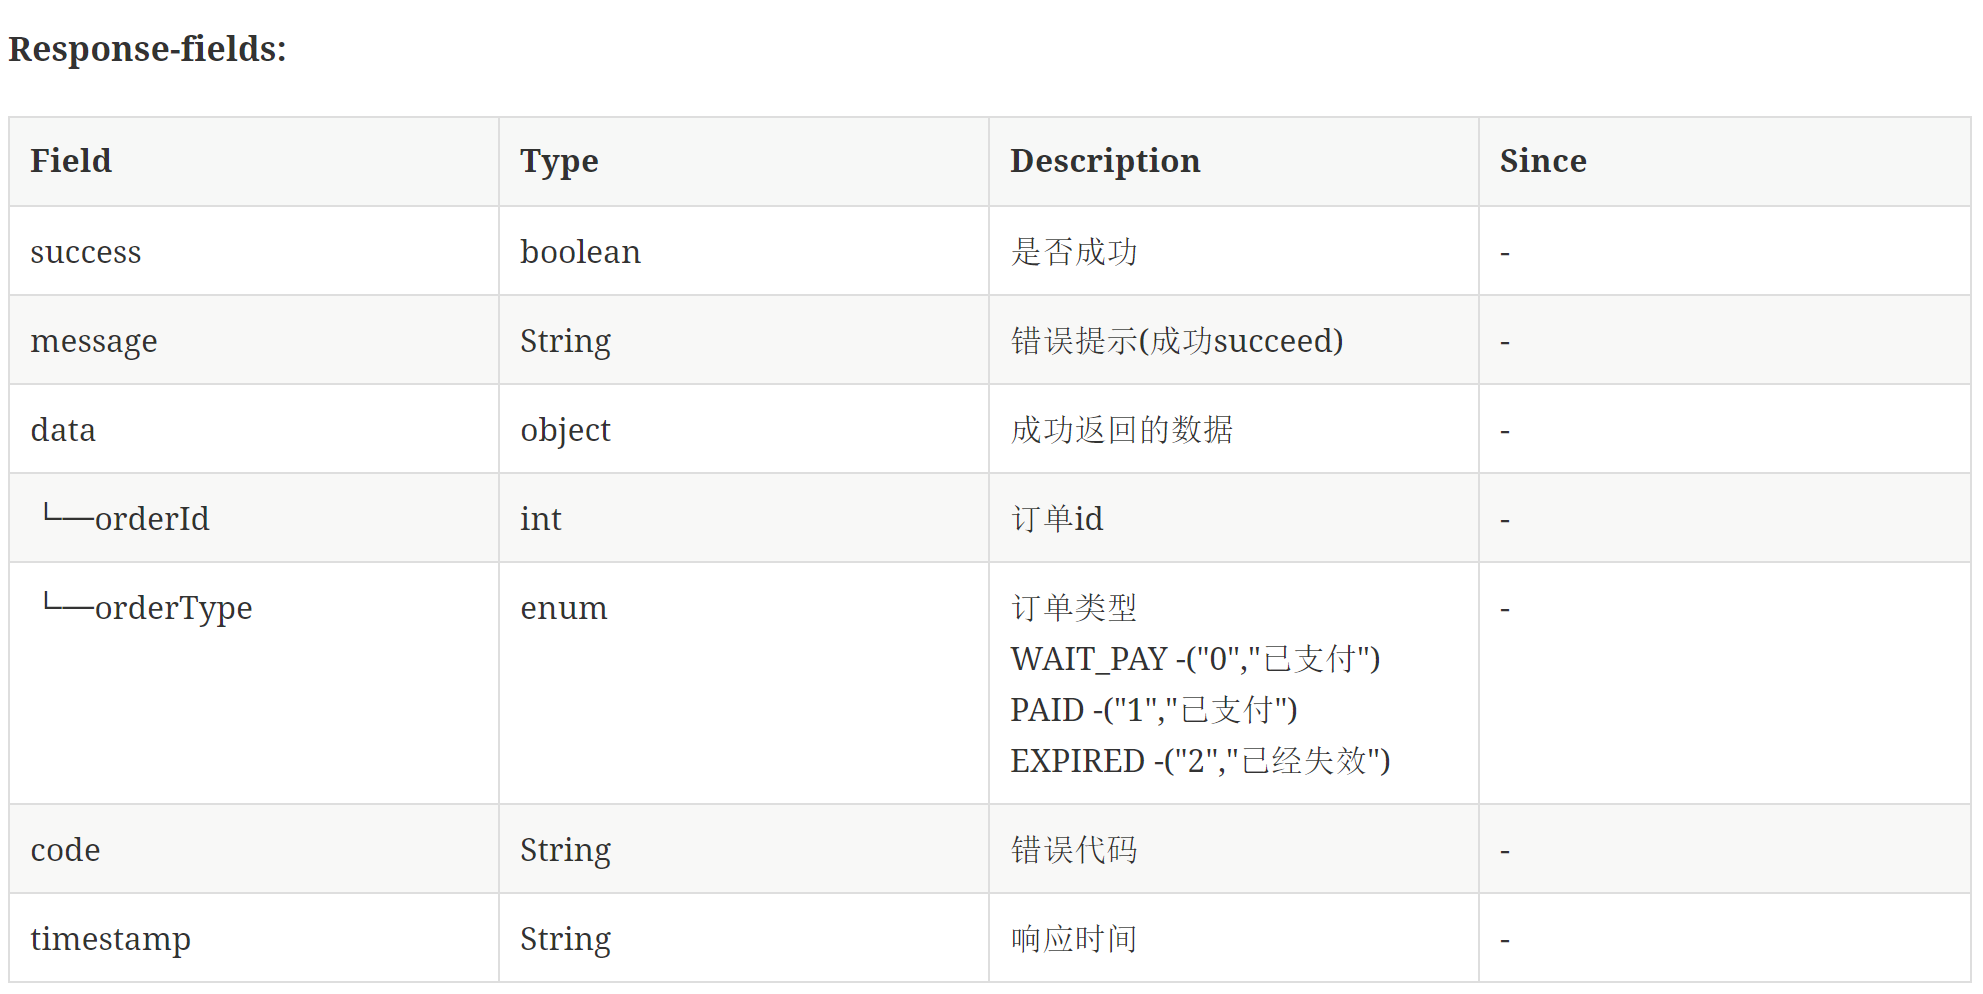 Response-fields:
Field Type Description Since
success boolean 是否成功 -
message String 错误提示(成功succeed) -
data object 成功返回的数据 -
└─orderId int 订单id -
└─orderType enum 订单类型 -
WAIT_PAY -("0","已支付")
PAID -("1","已支付")
EXPIRED -("2","已经失效")
code String 错误代码 -
timestamp String 响应时间 -